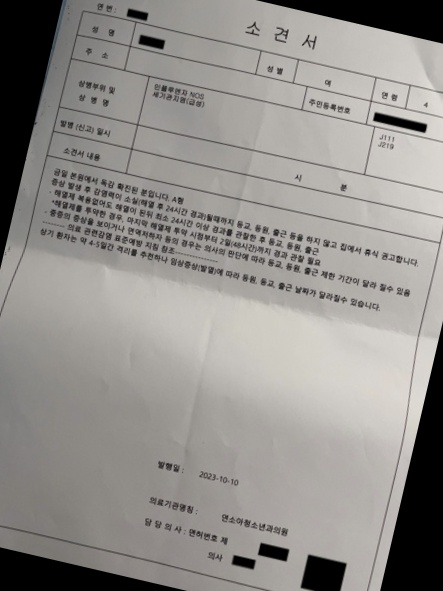 연번 :
소견서
성 명
성 별 여 연 령 4
주 소
주민등록번호
상병부위 및
상 병 명
인플루엔자 NOS
세기관지염(급성)
J111
J219
발병 (신고) 일시
시 분
소견서 내용
금일 본원에서 독감 확진된 분입니다. A형
증상 발생 후 감염력이 소실(해열 후 24시간 경과)될때까지 등교, 등원, 출근 등을 하지 않고 집에서 휴식 권고합니다.
- 해열제 복용없어도 해열이 된뒤 최소 24시간 이상 경과를 관찰한 후 등교, 등원, 출근
*해열제를 투약한 경우, 마지막 해열제 투약 시점부터 2일(48시간)까지 경과 관찰 필요
- 중증의 증상을 보이거나 면역저하자 등의 경우는 의사의 판단에 따라 등교, 등원, 출근 제한 기간이 달라 질수 있음
--------- 의료 관련감염 표준예방 지침 참조-----------------
상기 환자는 약 4-5일간 격리를 추천하나 임상증상(발열)에 따라 등원, 등교, 출근 날짜가 달라질수 있습니다.
발행일 : 2023-10-10
의료기관명칭 : 연소아청소년과의원
담 당 의 사 : 면허번호 제
의사